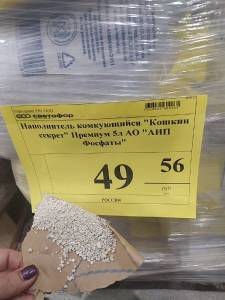 светофор
Наполнитель комкующийся "Кошкин
секрет" Премиум 5л АО "АИП
Фосфаты"
49 56
РОССИЯ